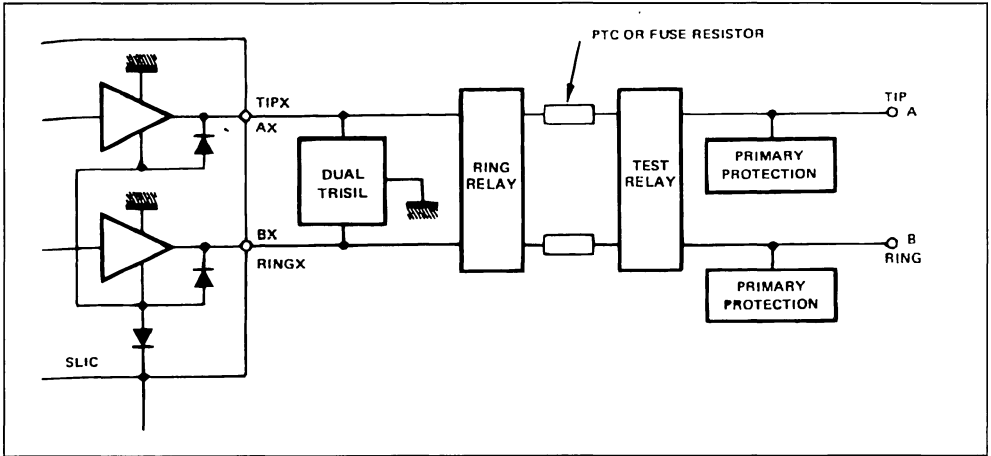 PTC OR FUSE RESISTOR
TIPX
AX
TIP
A
DUAL
TRISIL
RING
RELAY
TEST
RELAY
PRIMARY
PROTECTION
BX
RINGX
B
RING
PRIMARY
PROTECTION
SLIC